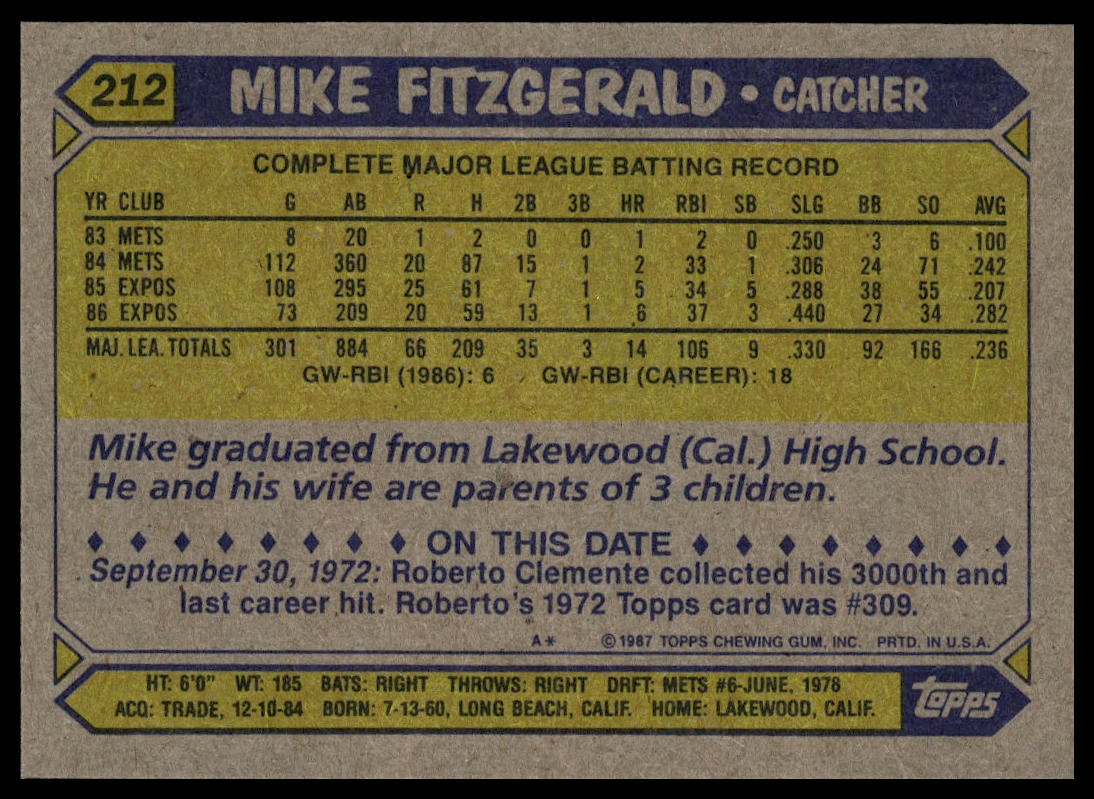 212 MIKE FITZGERALD • CATCHER
COMPLETE MAJOR LEAGUE BATTING RECORD
YR CLUB G AB R H 2B 3B HR RBI SB SLG BB SO AVG
83 METS 8 20 1 2 0 0 1 2 0 .250 3 6 .100
84 METS 112 360 20 87 15 1 2 33 1 .306 24 71 .242
85 EXPOS 108 295 25 61 7 1 5 34 5 .288 38 55 .207
86 EXPOS 73 209 20 59 13 1 6 37 3 .440 27 34 .282
MAJ. LEA. TOTALS 301 884 66 209 35 3 14 106 9 .330 92 166 .236
GW-RBI (1986): 6 GW-RBI (CAREER): 18
Mike graduated from Lakewood (Cal.) High School.
He and his wife are parents of 3 children.
♦ ♦ ♦ ♦ ♦ ♦ ♦ ♦ ON THIS DATE ♦ ♦ ♦ ♦ ♦ ♦ ♦ ♦
September 30, 1972: Roberto Clemente collected his 3000th and
last career hit. Roberto's 1972 Topps card was #309.
A* ©1987 TOPPS CHEWING GUM, INC. PRTD. IN U.S.A.
HT: 6'0" WT: 185 BATS: RIGHT THROWS: RIGHT DRFT: METS #6-JUNE, 1978
ACQ: TRADE, 12-10-84 BORN: 7-13-60, LONG BEACH, CALIF. HOME: LAKEWOOD, CALIF.
TOPPS